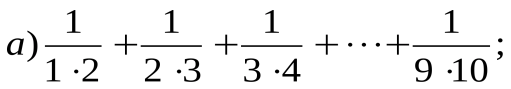 а) 1/(1·2) + 1/(2·3) + 1/(3·4) + ··· + 1/(9·10);